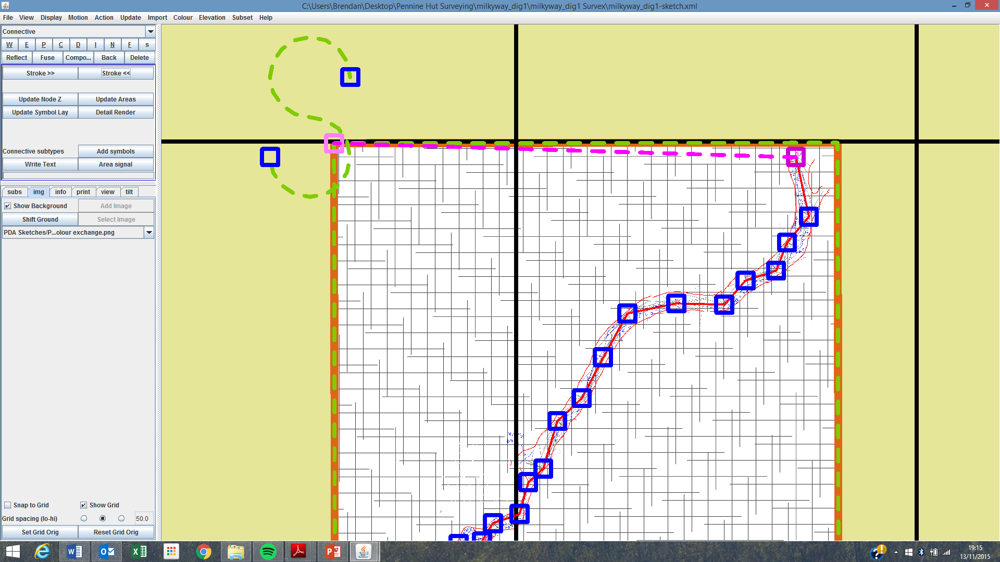 C:\Users\Brendan\Desktop\Pennine Hut Surveying\milkyway_dig1\milkyway_dig1 Survex\milkyway_dig1-sketch.xml
File View Display Motion Action Update Import Colour Elevation Subset Help
Connective
W E P C D I N F s
Reflect Fuse Compo... Back Delete
Stroke >> Stroke <<
Update Node Z Update Areas
Update Symbol Lay Detail Render
Connective subtypes Add symbols
Write Text Area signal
subs img info print view tilt
Show Background Add Image
Shift Ground Select Image
PDA Sketches/P...olour exchange.png
Snap to Grid Show Grid
Grid spacing (lo-hi) 50.0
Set Grid Orig Reset Grid Orig
19:15
13/11/2015